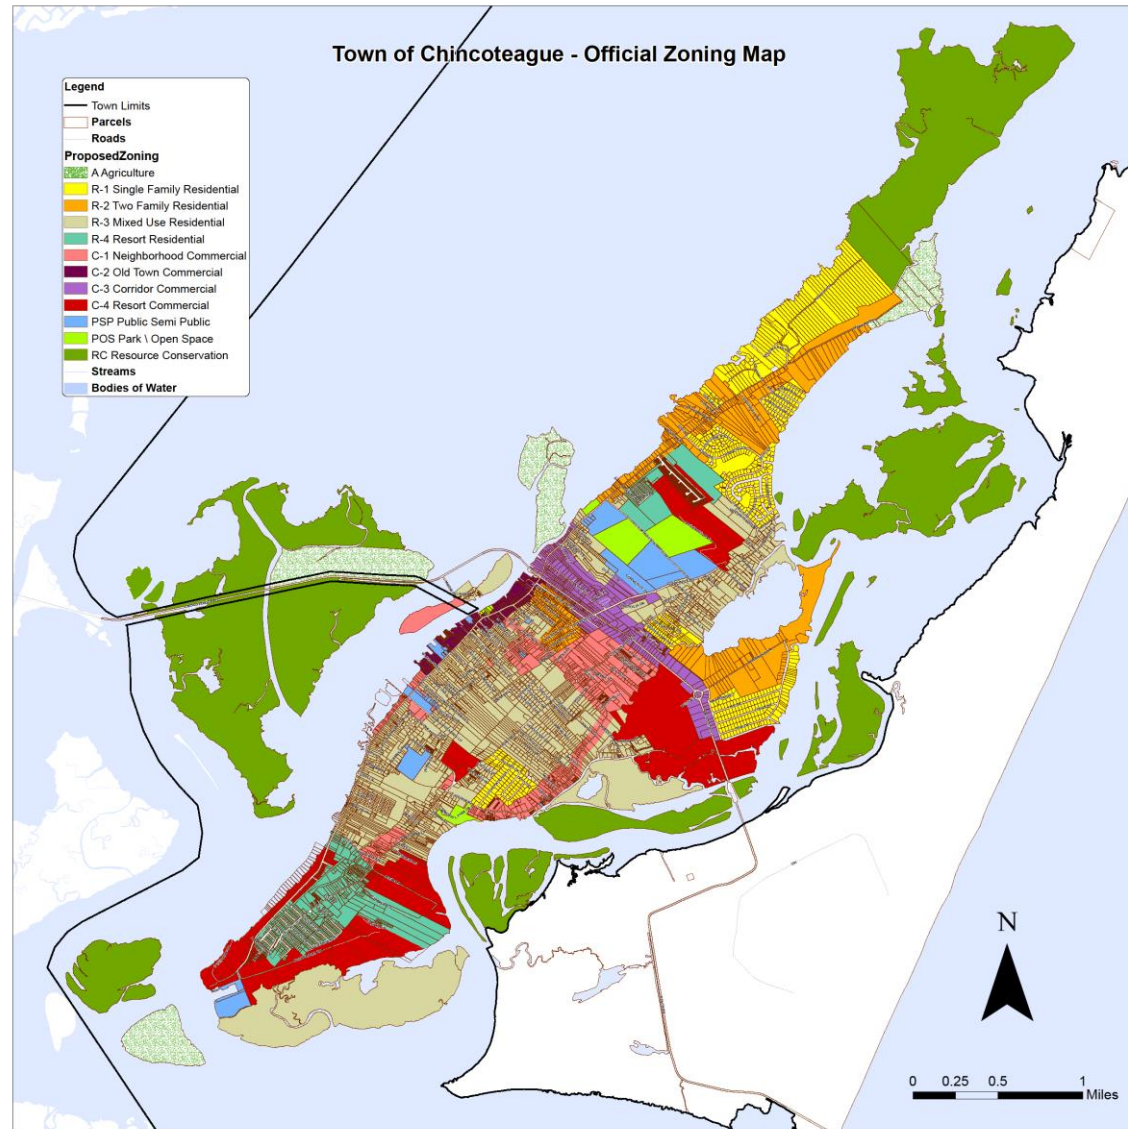 Town of Chincoteague - Official Zoning Map
Legend
Town Limits
Parcels
Roads
ProposedZoning
A Agriculture
R-1 Single Family Residential
R-2 Two Family Residential
R-3 Mixed Use Residential
R-4 Resort Residential
C-1 Neighborhood Commercial
C-2 Old Town Commercial
C-3 Corridor Commercial
C-4 Resort Commercial
PSP Public Semi Public
POS Park \ Open Space
RC Resource Conservation
Streams
Bodies of Water
N
0 0.25 0.5 1
Miles